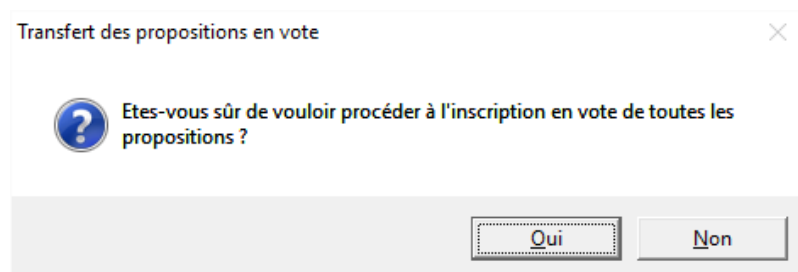 Transfert des propositions en vote
Etes-vous sûr de vouloir procéder à l'inscription en vote de toutes les
propositions ?
Oui
Non